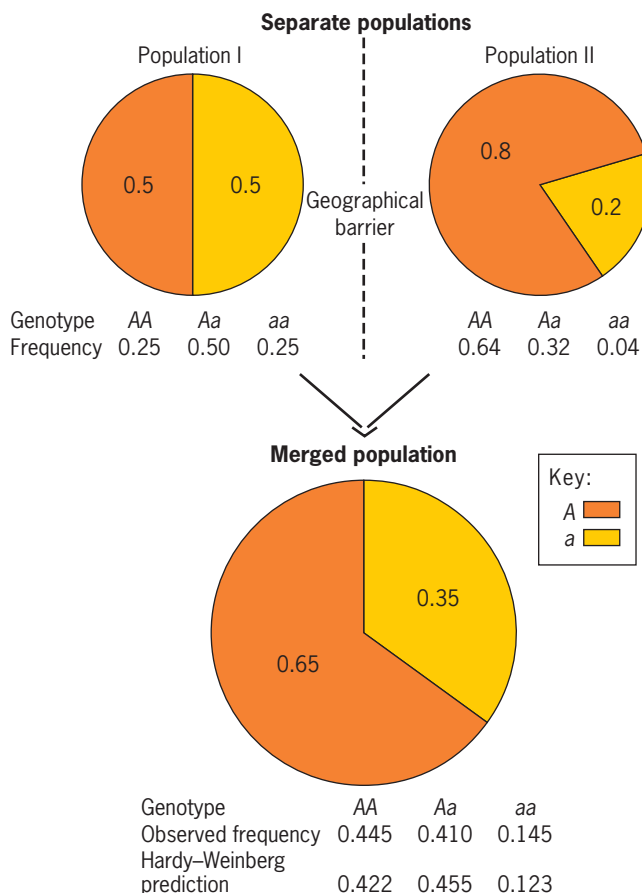 Separate populations
Population I
Population II
0.5
0.5
Geographical
barrier
0.8
0.2
Genotype AA Aa aa
Frequency 0.25 0.50 0.25
AA Aa aa
0.64 0.32 0.04
Merged population
Key:
A
a
0.65
0.35
Genotype AA Aa aa
Observed frequency 0.445 0.410 0.145
Hardy–Weinberg
prediction 0.422 0.455 0.123